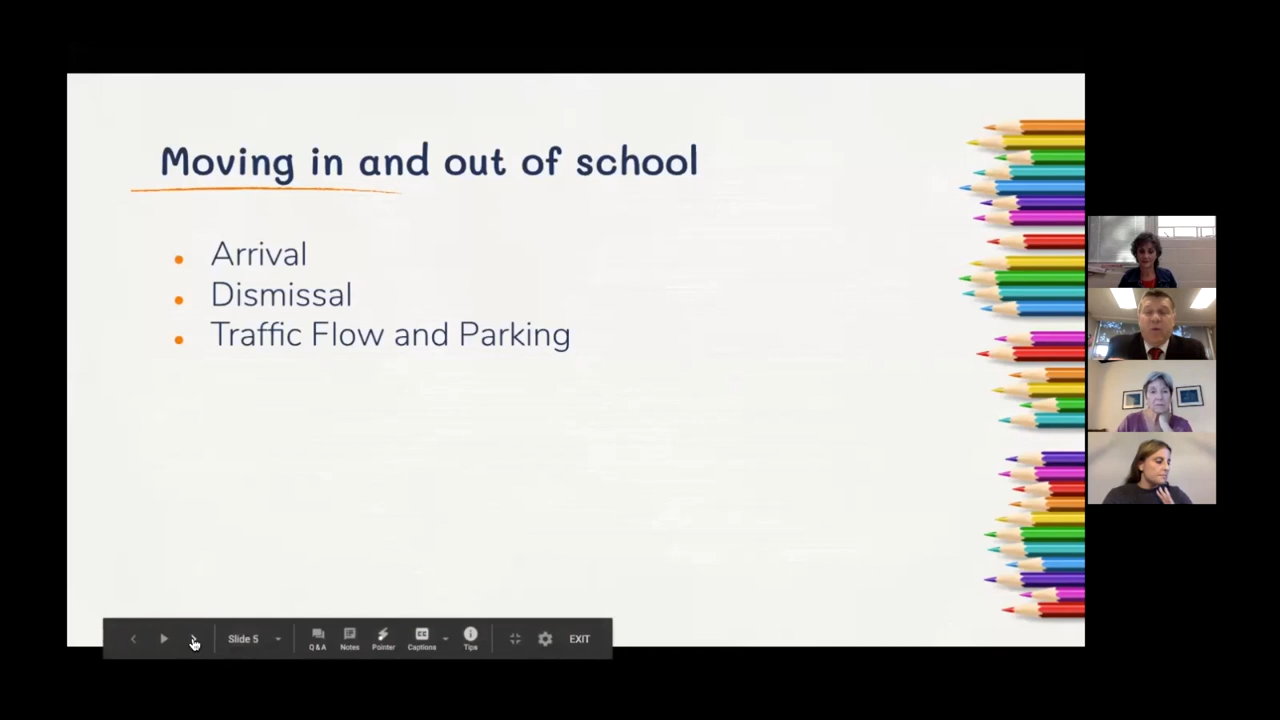 Moving in and out of school
Arrival
Dismissal
Traffic Flow and Parking
Slide 5
Q & A
Notes
Pointer
Captions
Tips
EXIT